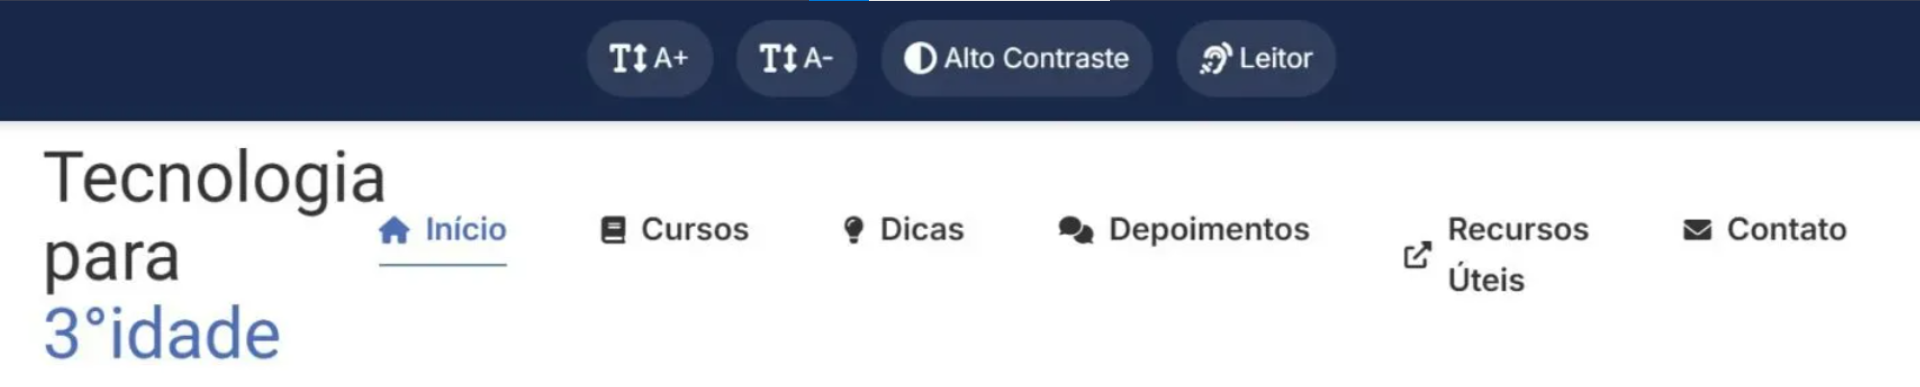 A+ A- Alto Contraste Leitor
Tecnologia
para
3°idade
Início Cursos Dicas Depoimentos Recursos Contato
Úteis